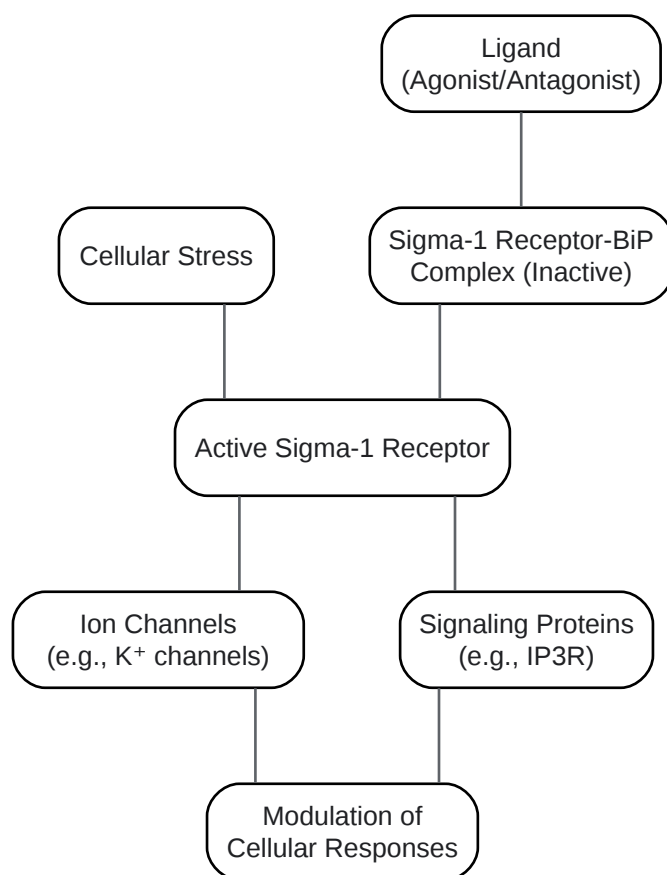 Ligand
(Agonist/Antagonist)
Cellular Stress
Sigma-1 Receptor-BiP
Complex (Inactive)
Active Sigma-1 Receptor
Ion Channels
(e.g., K⁺ channels)
Signaling Proteins
(e.g., IP3R)
Modulation of
Cellular Responses